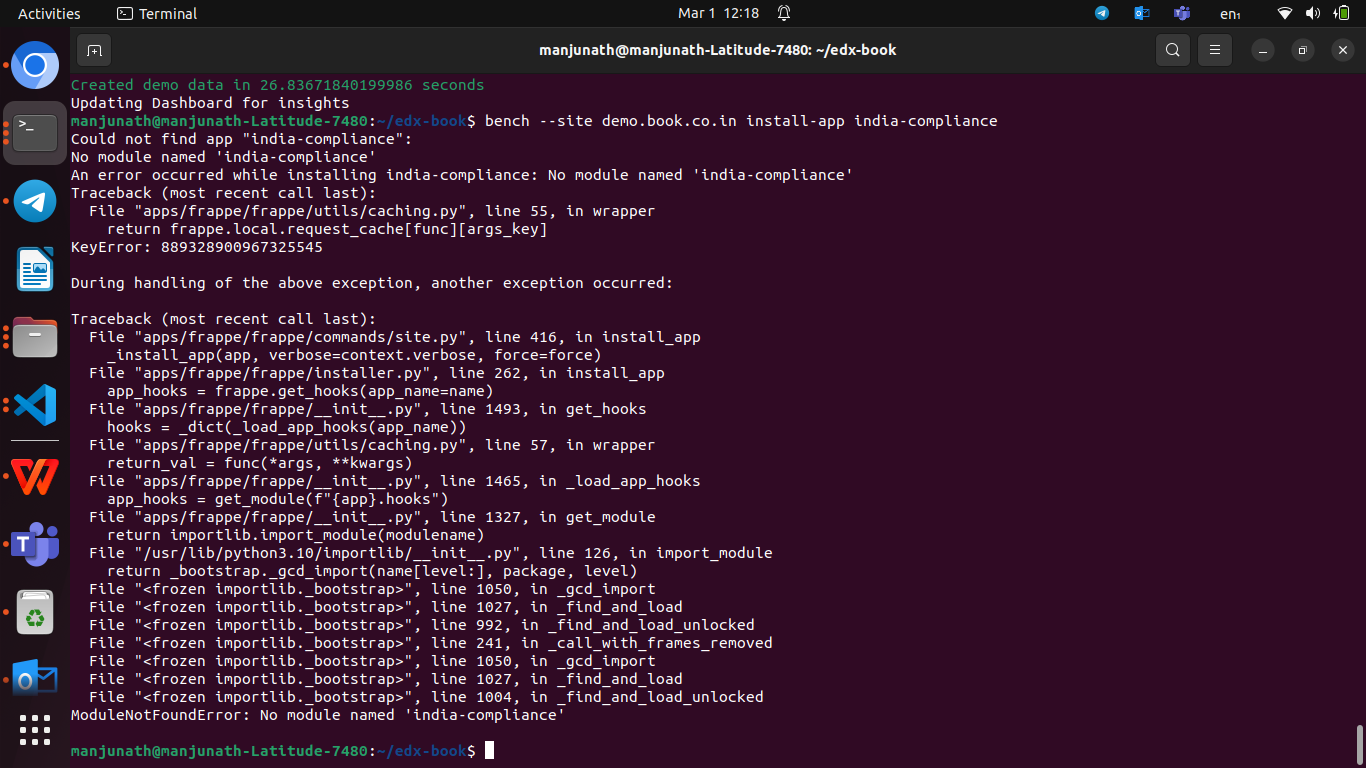 Activities
Terminal
Mar 1 12:18
en₁
manjunath@manjunath-Latitude-7480: ~/edx-book
Created demo data in 26.83671840199986 seconds
Updating Dashboard for insights
manjunath@manjunath-Latitude-7480:~/edx-book$ bench --site demo.book.co.in install-app india-compliance
Could not find app "india-compliance":
No module named 'india-compliance'
An error occurred while installing india-compliance: No module named 'india-compliance'
Traceback (most recent call last):
  File "apps/frappe/frappe/utils/caching.py", line 55, in wrapper
    return frappe.local.request_cache[func][args_key]
KeyError: 889328900967325545
During handling of the above exception, another exception occurred:
Traceback (most recent call last):
  File "apps/frappe/frappe/commands/site.py", line 416, in install_app
    _install_app(app, verbose=context.verbose, force=force)
  File "apps/frappe/frappe/installer.py", line 262, in install_app
    app_hooks = frappe.get_hooks(app_name=name)
  File "apps/frappe/frappe/__init__.py", line 1493, in get_hooks
    hooks = _dict(_load_app_hooks(app_name))
  File "apps/frappe/frappe/utils/caching.py", line 57, in wrapper
    return_val = func(*args, **kwargs)
  File "apps/frappe/frappe/__init__.py", line 1465, in _load_app_hooks
    app_hooks = get_module(f"{app}.hooks")
  File "apps/frappe/frappe/__init__.py", line 1327, in get_module
    return importlib.import_module(modulename)
  File "/usr/lib/python3.10/importlib/__init__.py", line 126, in import_module
    return _bootstrap._gcd_import(name[level:], package, level)
  File "<frozen importlib._bootstrap>", line 1050, in _gcd_import
  File "<frozen importlib._bootstrap>", line 1027, in _find_and_load
  File "<frozen importlib._bootstrap>", line 992, in _find_and_load_unlocked
  File "<frozen importlib._bootstrap>", line 241, in _call_with_frames_removed
  File "<frozen importlib._bootstrap>", line 1050, in _gcd_import
  File "<frozen importlib._bootstrap>", line 1027, in _find_and_load
  File "<frozen importlib._bootstrap>", line 1004, in _find_and_load_unlocked
ModuleNotFoundError: No module named 'india-compliance'
manjunath@manjunath-Latitude-7480:~/edx-book$